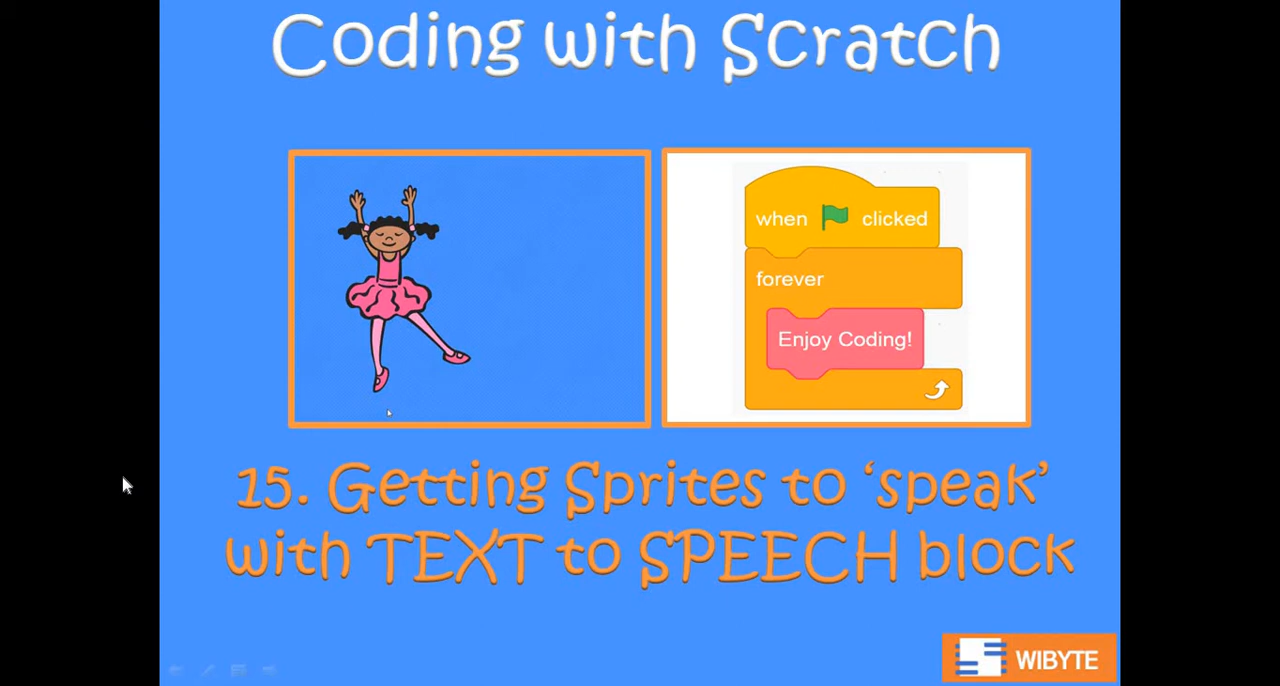 Coding with Scratch
when clicked
forever
Enjoy Coding!
15. Getting Sprites to ‘speak’
with TEXT to SPEECH block
WIBYTE